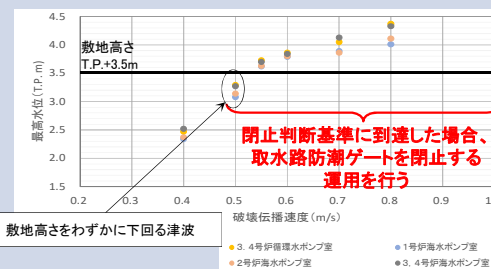 4.5
4.0
3.5
3.0
2.5
2.0
1.5
最高水位(T.P. m)
敷地高さ
T.P.+3.5m
閉止判断基準に到達した場合、
取水路防潮ゲートを閉止する
運用を行う
0.2 0.3 0.4 0.5 0.6 0.7 0.8 0.9
破壊伝播速度(m/s)
敷地高さをわずかに下回る津波
3. 4号炉循環水ポンプ室
1号炉海水ポンプ室
2号炉海水ポンプ室
3. 4号炉海水ポンプ室